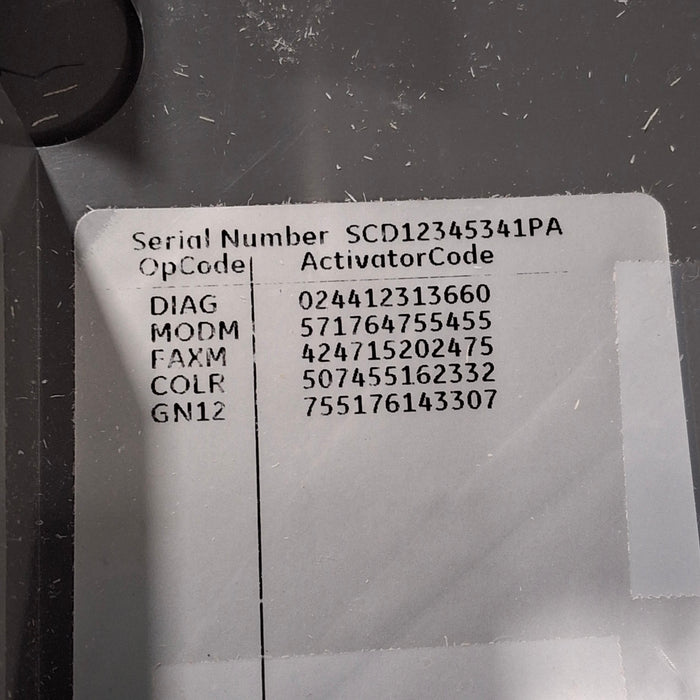 Serial Number SCD12345341PA
OpCode ActivatorCode
DIAG 024412313660
MODM 571764755455
FAXM 424715202475
COLR 507455162332
GN12 755176143307